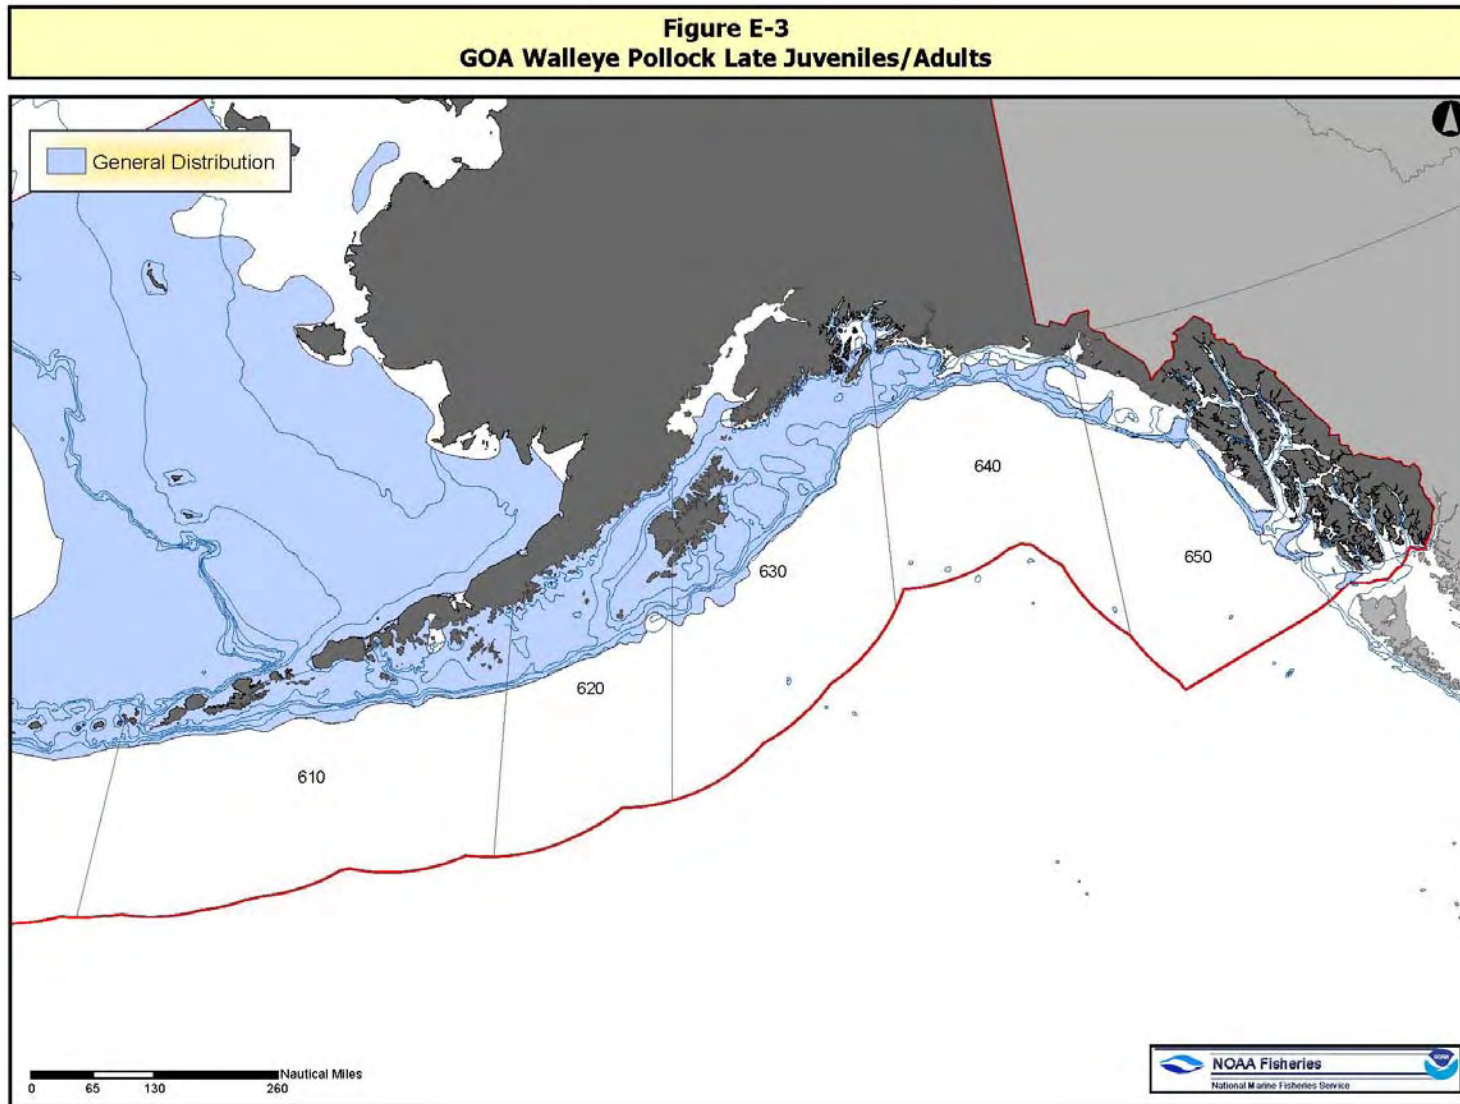 Figure E-3
GOA Walleye Pollock Late Juveniles/Adults
General Distribution
640
650
630
620
610
Nautical Miles
0 65 130 260
NOAA Fisheries
National Marine Fisheries Service